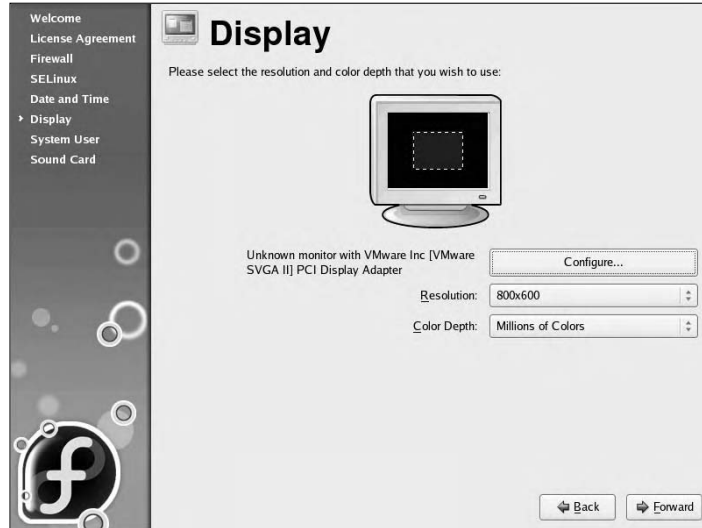 Welcome
License Agreement
Firewall
SELinux
Date and Time
Display
System User
Sound Card
Display
Please select the resolution and color depth that you wish to use:
Unknown monitor with VMware Inc [VMware
SVGA II] PCI Display Adapter
Configure...
Resolution:
800x600
Color Depth:
Millions of Colors
Back
Forward